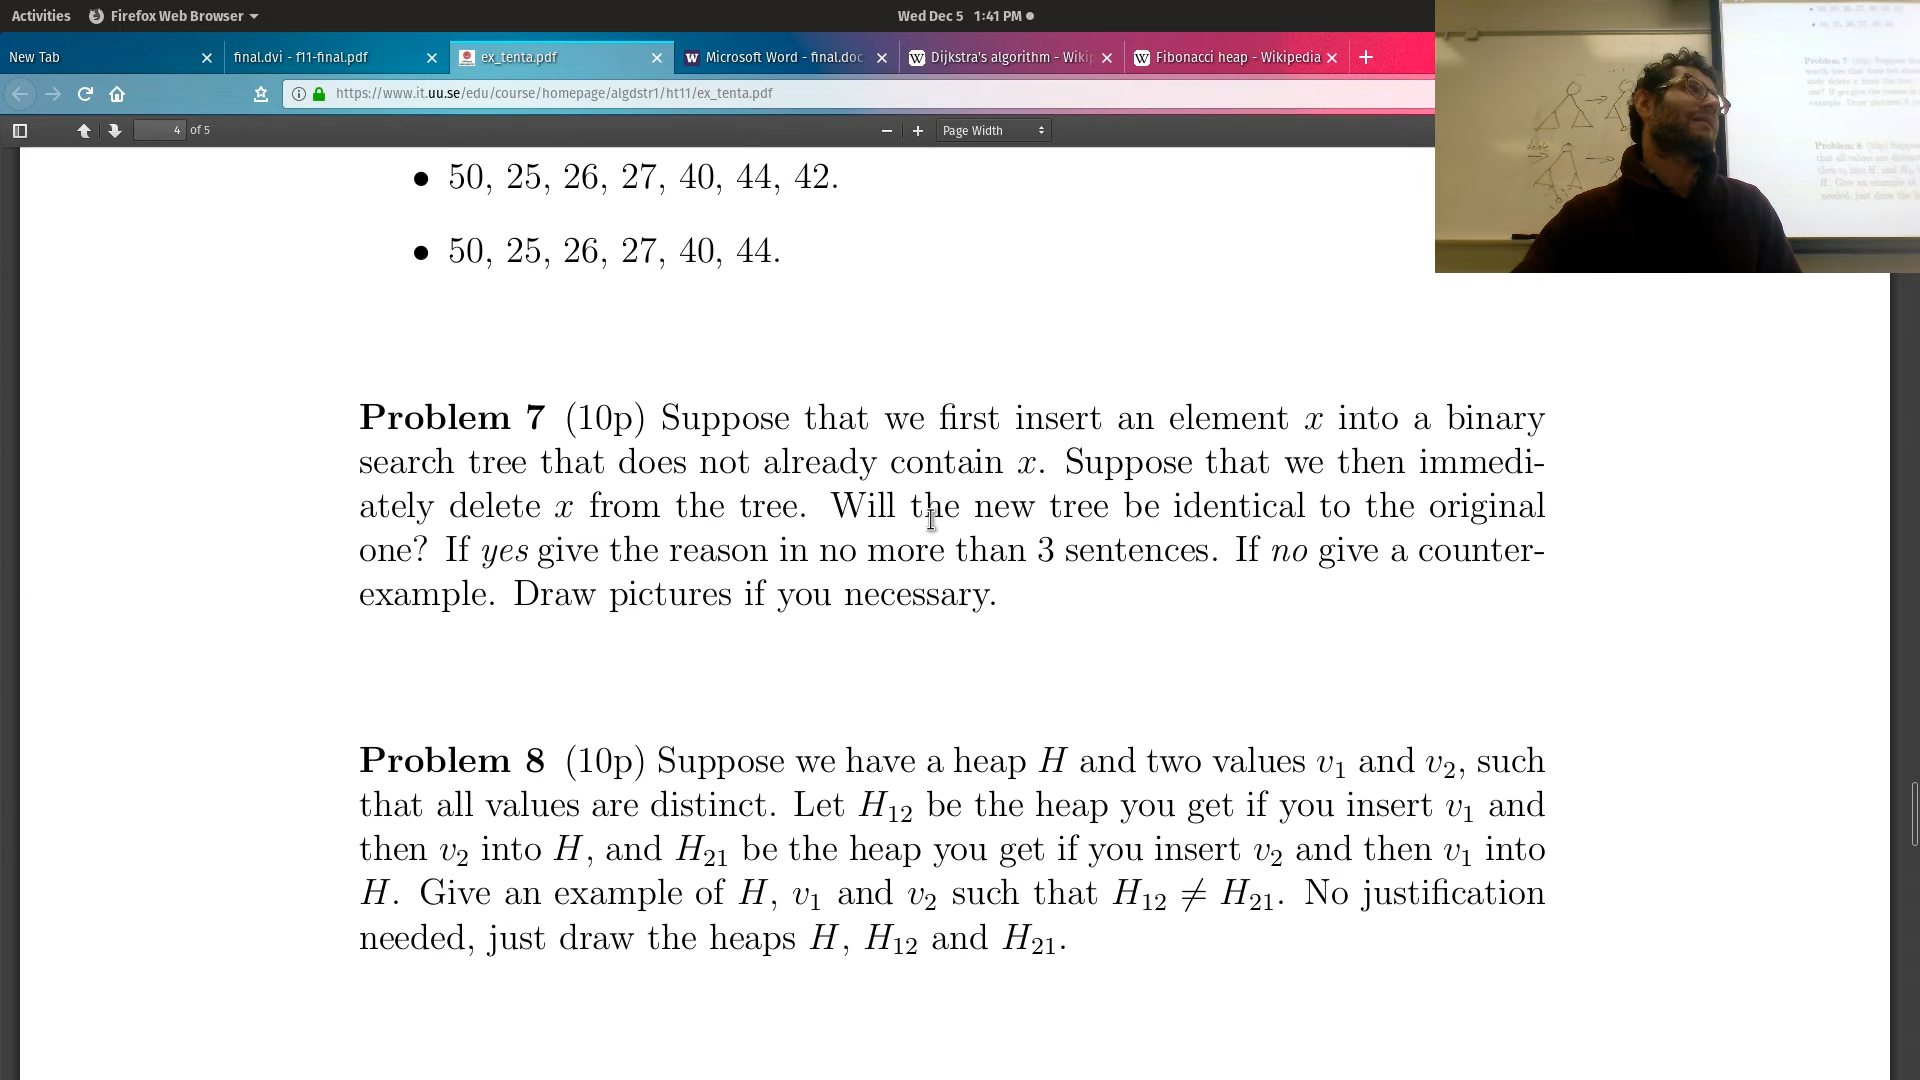 Activities Firefox Web Browser Wed Dec 5 1:41 PM
New Tab final.dvi - f11-final.pdf ex_tenta.pdf Microsoft Word - final.doc Dijkstra's algorithm - Wikip Fibonacci heap - Wikipedia
https://www.it.uu.se/edu/course/homepage/algdstr1/ht11/ex_tenta.pdf
4 of 5 Page Width
• 50, 25, 26, 27, 40, 44, 42.
• 50, 25, 26, 27, 40, 44.
Problem 7 (10p) Suppose that we first insert an element x into a binary
search tree that does not already contain x. Suppose that we then immedi-
ately delete x from the tree. Will the new tree be identical to the original
one? If yes give the reason in no more than 3 sentences. If no give a counter-
example. Draw pictures if you necessary.
Problem 8 (10p) Suppose we have a heap H and two values v₁ and v₂, such
that all values are distinct. Let H₁₂ be the heap you get if you insert v₁ and
then v₂ into H, and H₂₁ be the heap you get if you insert v₂ and then v₁ into
H. Give an example of H, v₁ and v₂ such that H₁₂ ≠ H₂₁. No justification
needed, just draw the heaps H, H₁₂ and H₂₁.